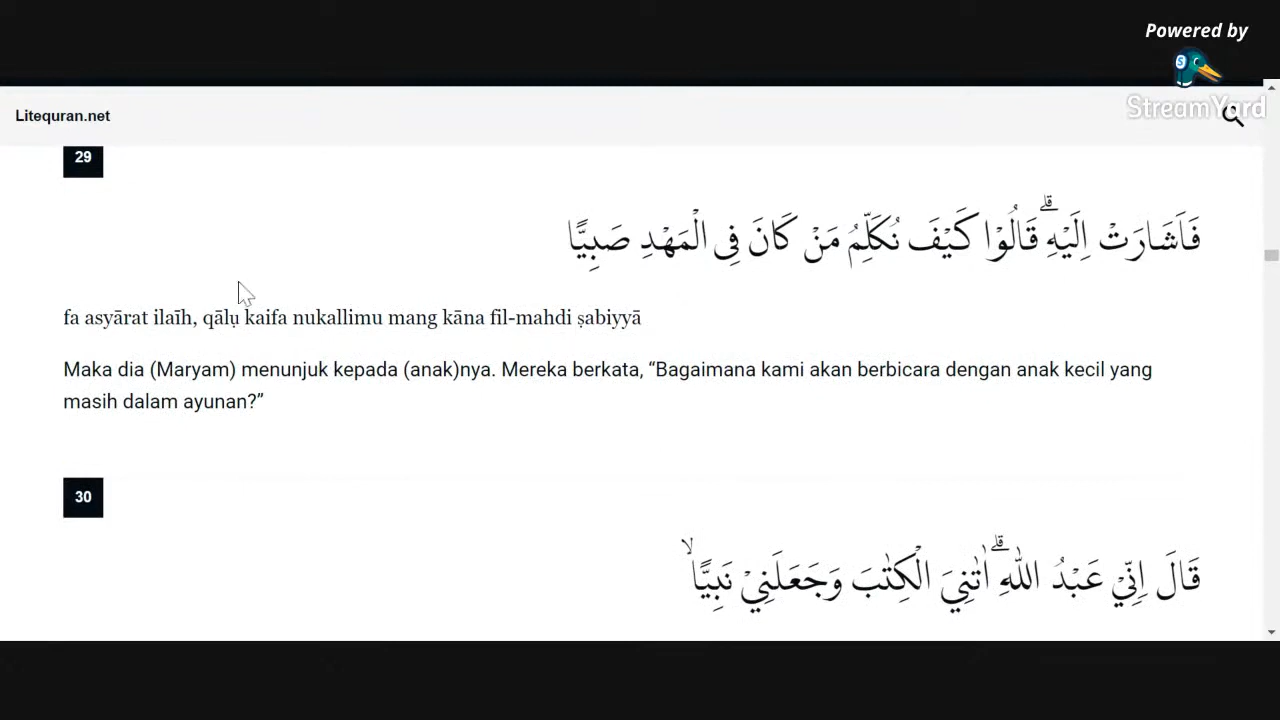 Powered by
StreamYard
Litequran.net
29
فَاَشَارَتْ اِلَيْهِۗ قَالُوْا كَيْفَ نُكَلِّمُ مَنْ كَانَ فِى الْمَهْدِ صَبِيًّا
fa asyārat ilaīh, qālụ kaifa nukallimu mang kāna fil-mahdi ṣabiyyā
Maka dia (Maryam) menunjuk kepada (anak)nya. Mereka berkata, “Bagaimana kami akan berbicara dengan anak kecil yang
masih dalam ayunan?”
30
قَالَ اِنِّيْ عَبْدُ اللّٰهِ ۗاٰتٰنِيَ الْكِتٰبَ وَجَعَلَنِيْ نَبِيًّا ۙ